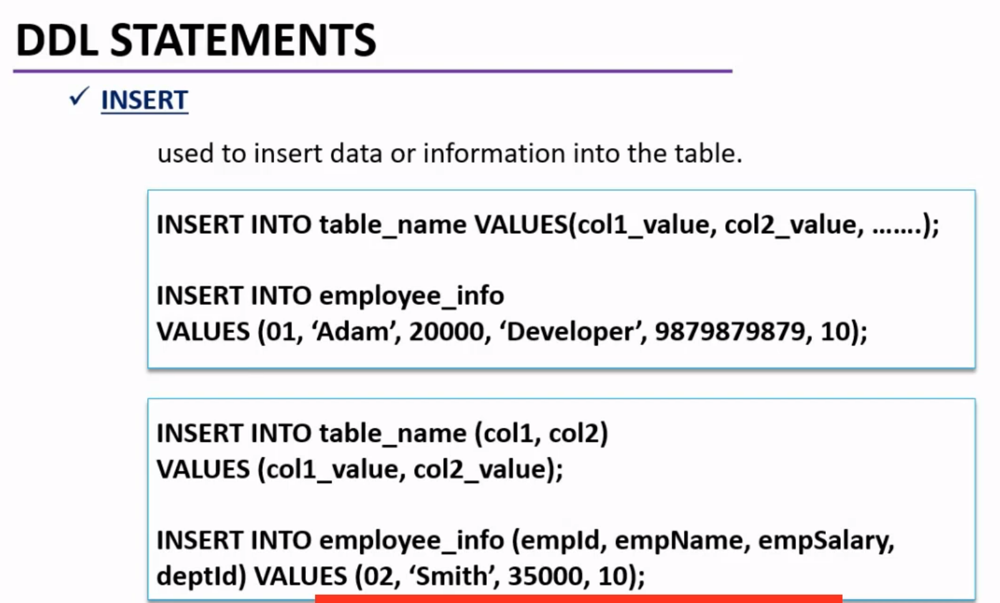 DDL STATEMENTS
✓ INSERT
used to insert data or information into the table.
INSERT INTO table_name VALUES(col1_value, col2_value, .......);
INSERT INTO employee_info
VALUES (01, ‘Adam’, 20000, ‘Developer’, 9879879879, 10);
INSERT INTO table_name (col1, col2)
VALUES (col1_value, col2_value);
INSERT INTO employee_info (empId, empName, empSalary,
deptId) VALUES (02, ‘Smith’, 35000, 10);